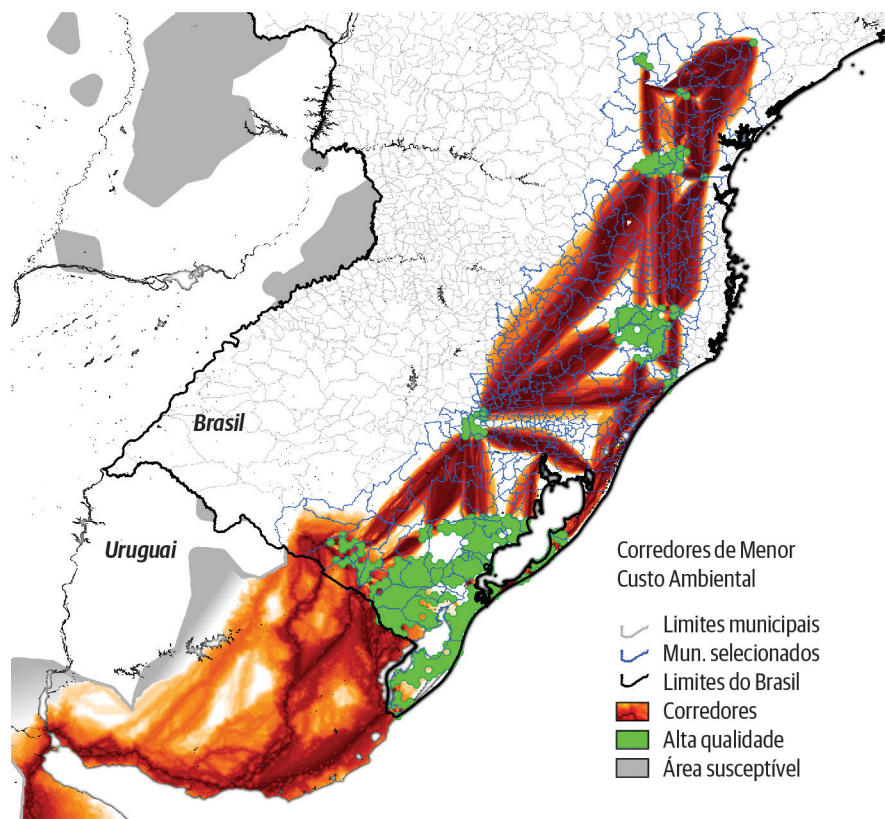 Brasil
Uruguai
Corredores de Menor
Custo Ambiental
Limites municipais
Mun. selecionados
Limites do Brasil
Corredores
Alta qualidade
Área susceptível